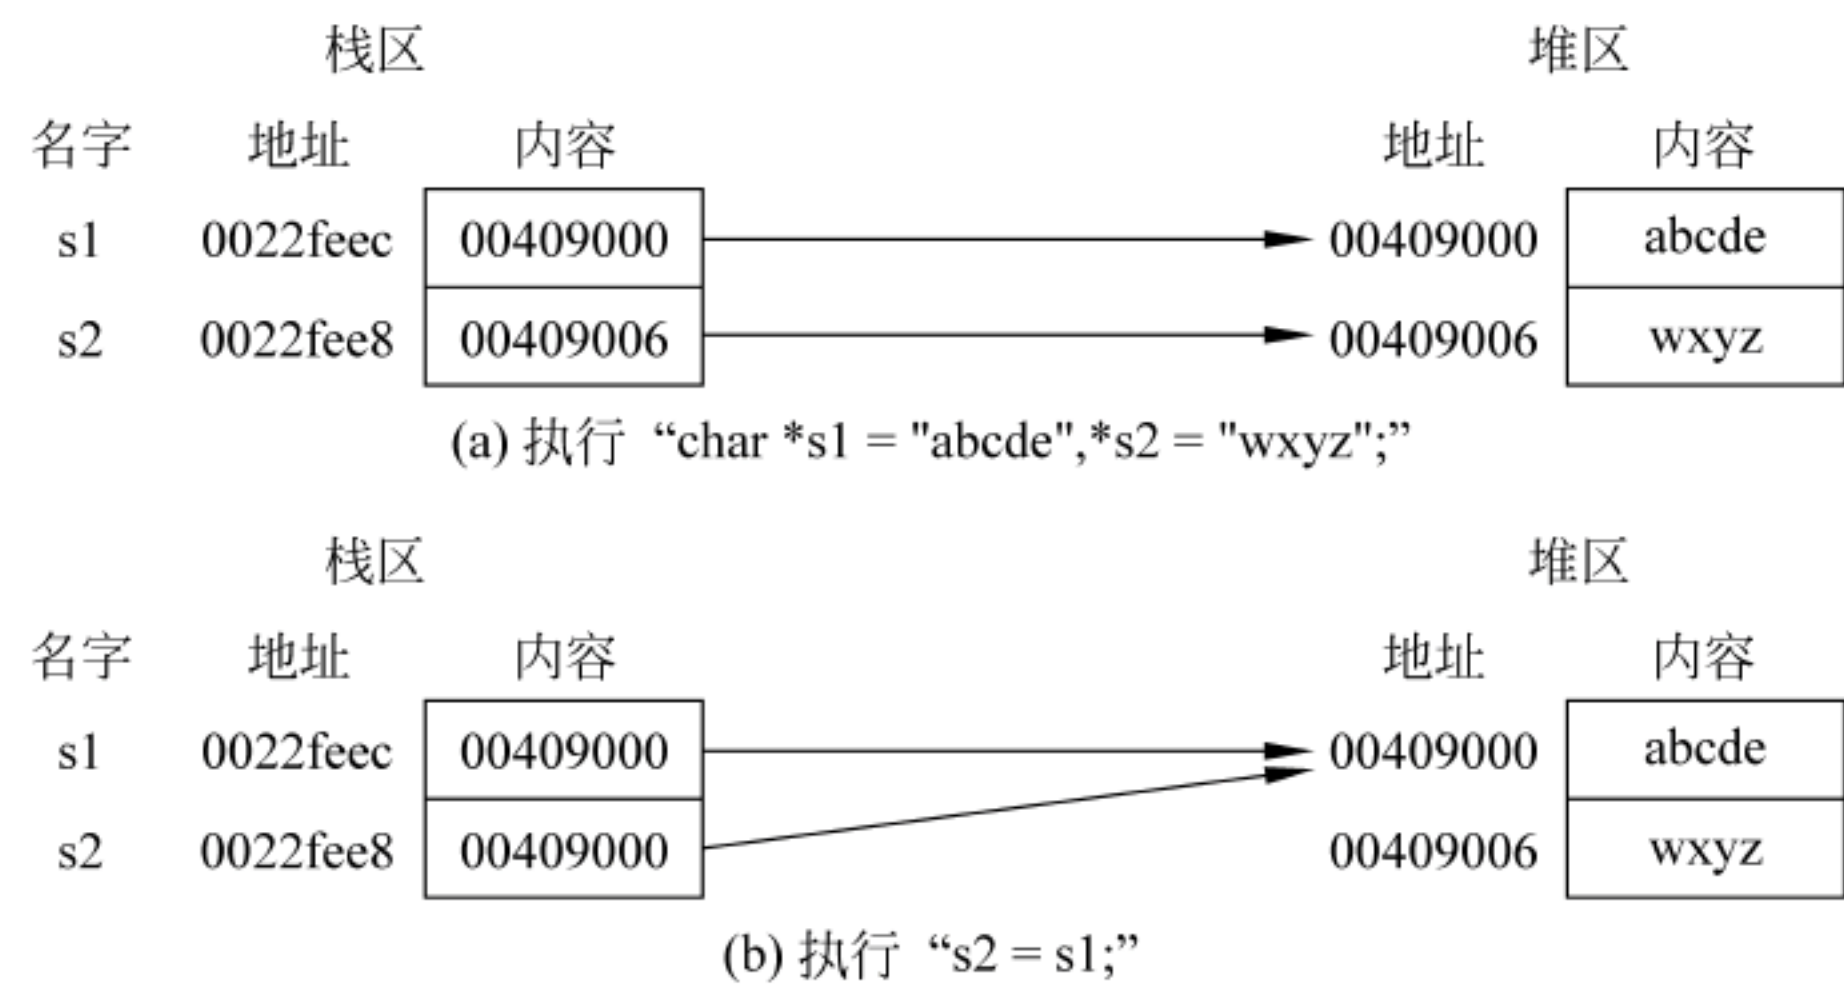 栈区 堆区
名字 地址 内容 地址 内容
s1 0022feec 00409000 00409000 abcde
s2 0022fee8 00409006 00409006 wxyz
(a) 执行 “char *s1 = "abcde",*s2 = "wxyz";”
栈区 堆区
名字 地址 内容 地址 内容
s1 0022feec 00409000 00409000 abcde
s2 0022fee8 00409000 00409006 wxyz
(b) 执行 “s2 = s1;”